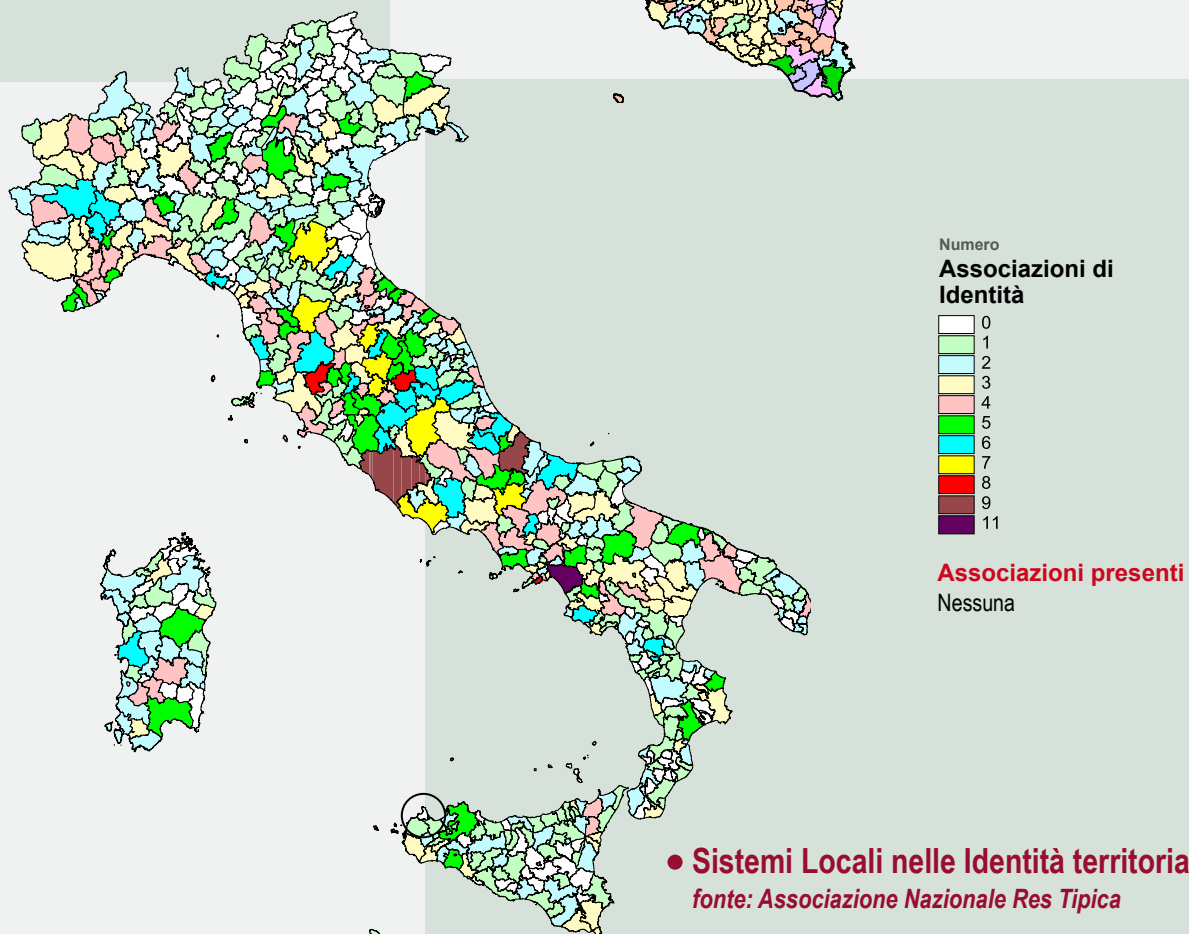 Numero
Associazioni di
Identità
0
1
2
3
4
5
6
7
8
9
11
Associazioni presenti
Nessuna
• Sistemi Locali nelle Identità territoria
fonte: Associazione Nazionale Res Tipica